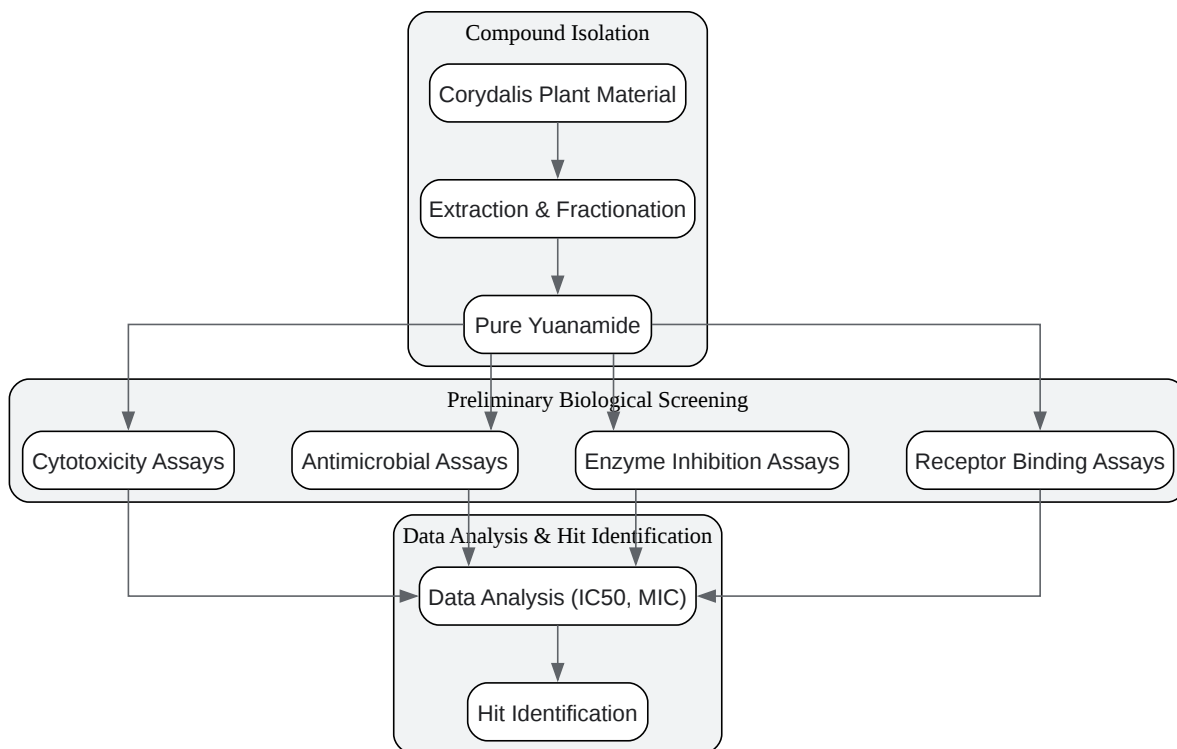 Compound Isolation
Corydalis Plant Material
Extraction & Fractionation
Pure Yuanamide
Preliminary Biological Screening
Cytotoxicity Assays
Antimicrobial Assays
Enzyme Inhibition Assays
Receptor Binding Assays
Data Analysis & Hit Identification
Data Analysis (IC50, MIC)
Hit Identification